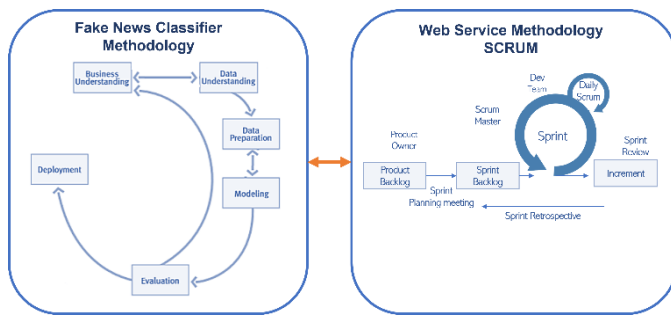 Fake News Classifier
Methodology
Business
Understanding
Data
Understanding
Data
Preparation
Modeling
Evaluation
Deployment
Web Service Methodology
SCRUM
Dev
Team
Daily
Scrum
Scrum
Master
Sprint
Product
Owner
Sprint
Review
Product
Backlog
Sprint
Backlog
Increment
Sprint
Planning meeting
Sprint Retrospective